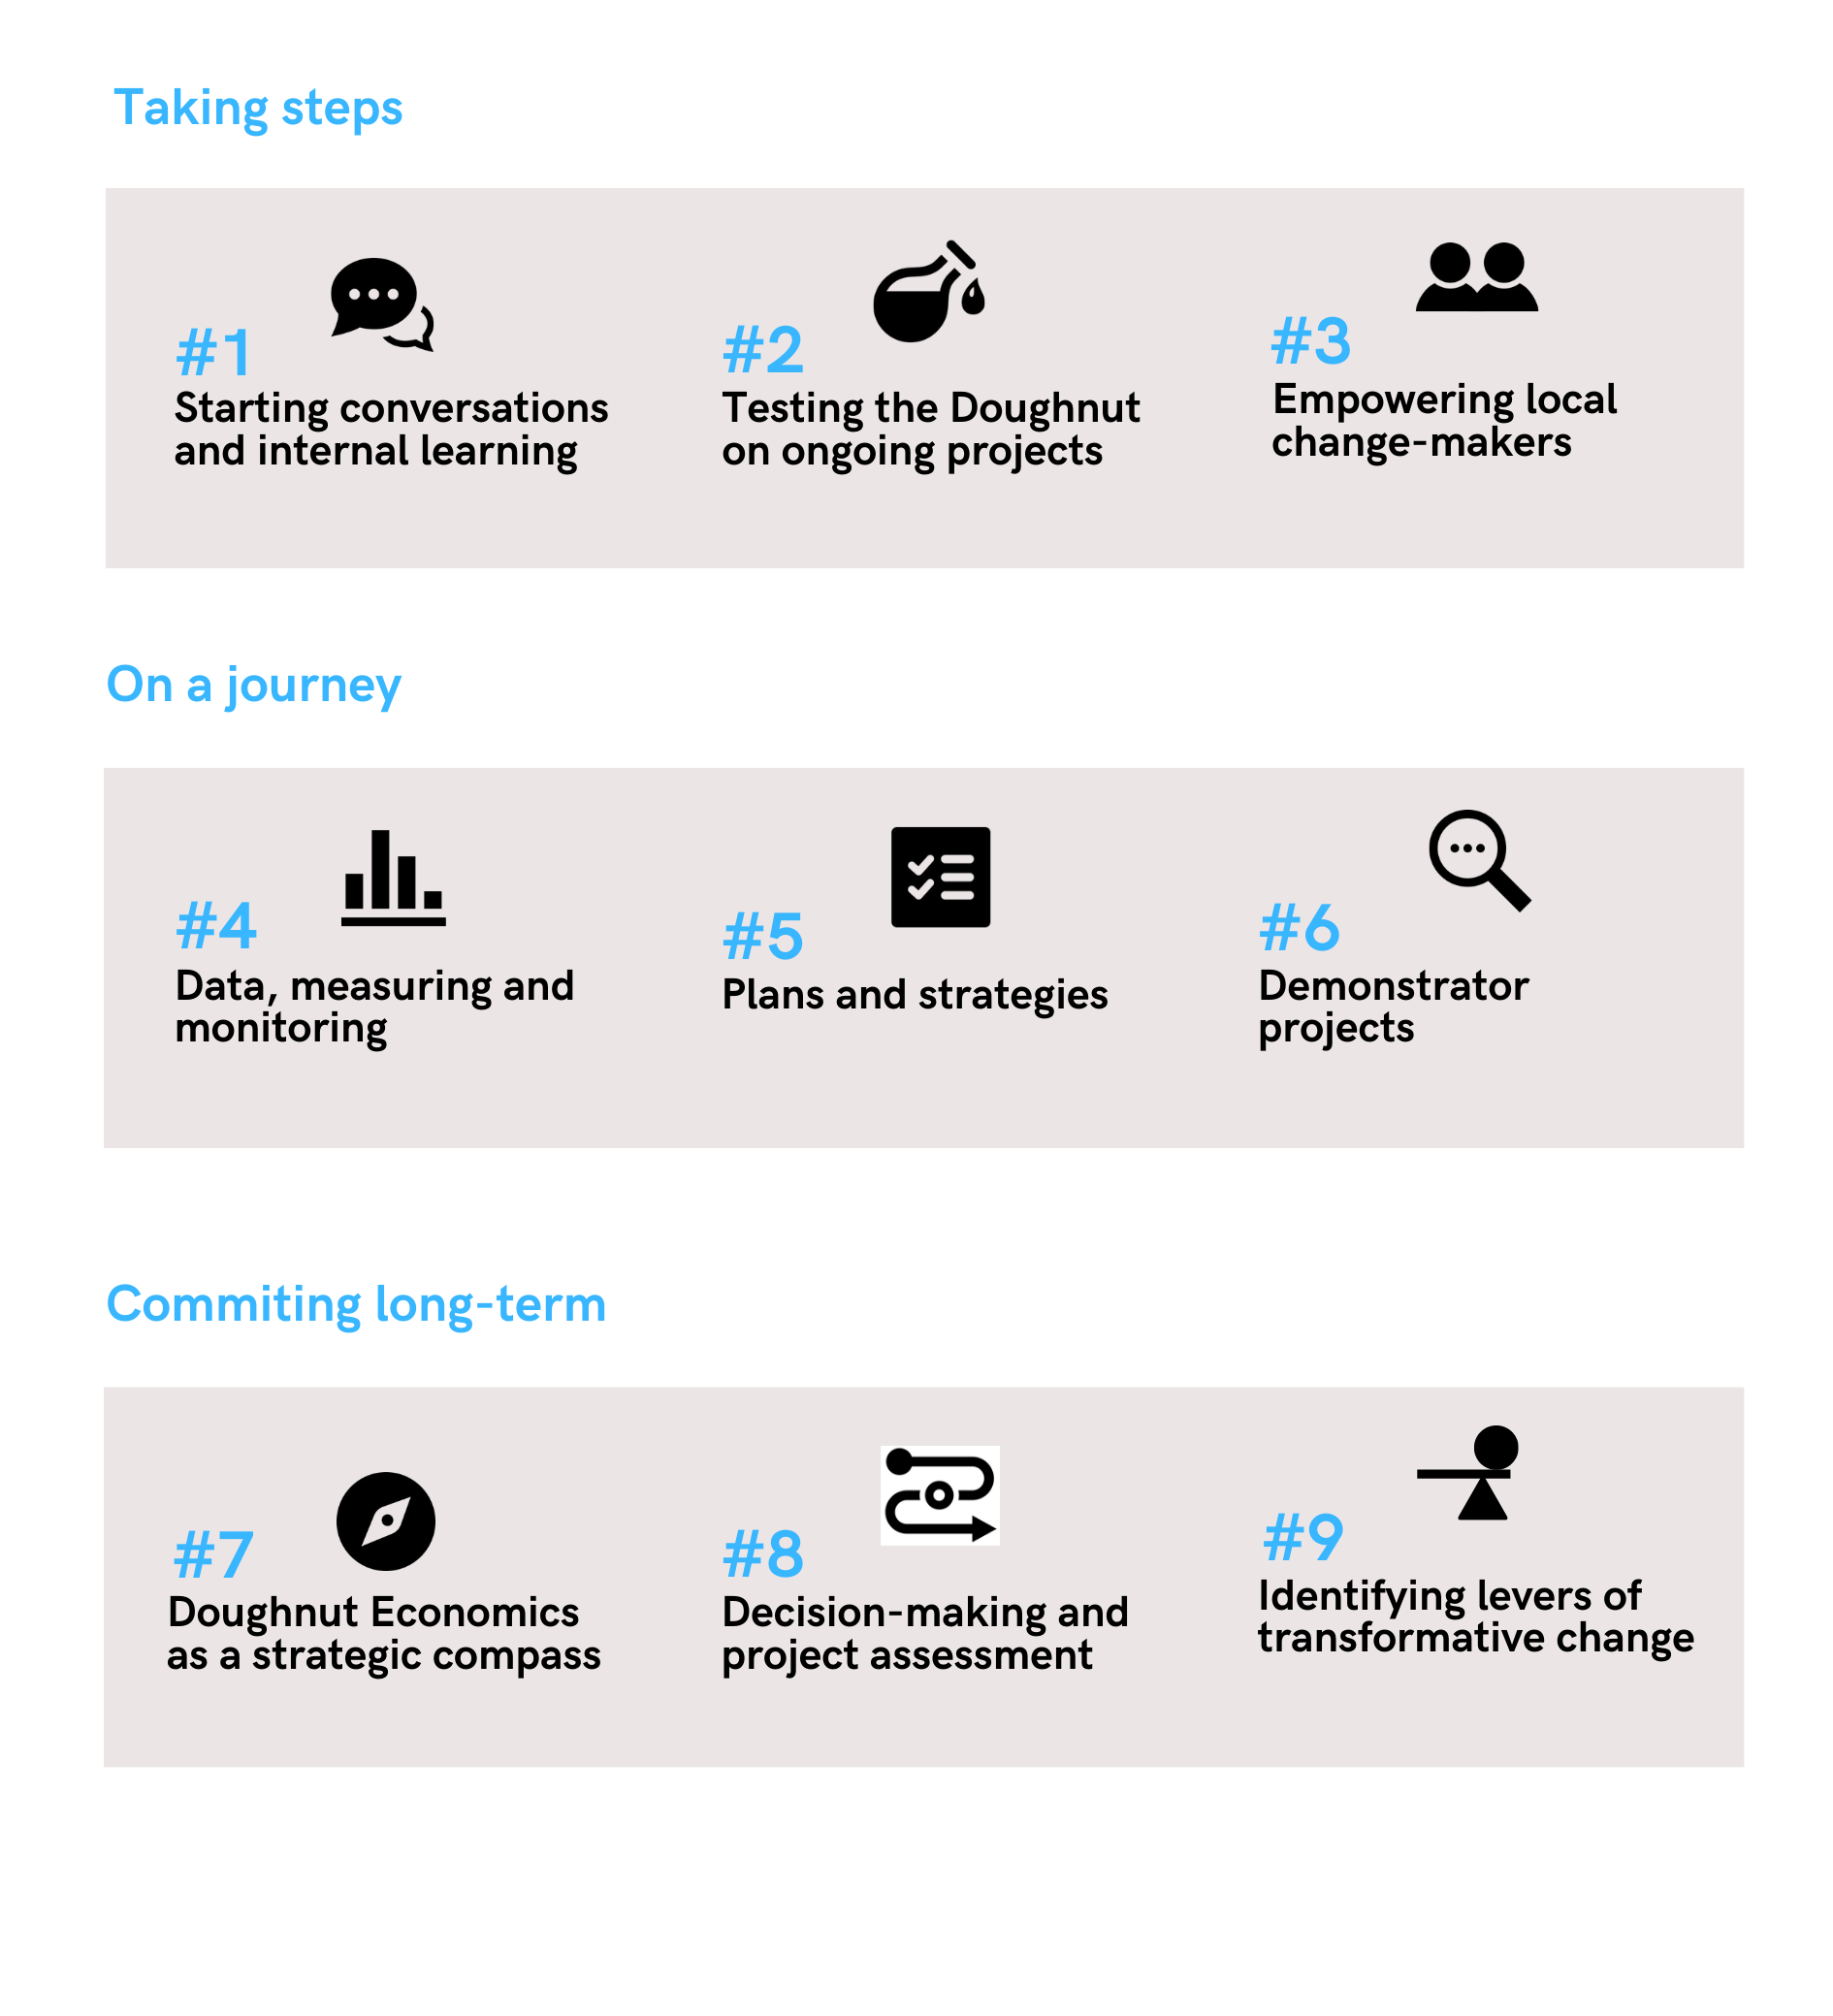 Taking steps
#1
Starting conversations
and internal learning
#2
Testing the Doughnut
on ongoing projects
#3
Empowering local
change-makers
On a journey
#4
Data, measuring and
monitoring
#5
Plans and strategies
#6
Demonstrator
projects
Commiting long-term
#7
Doughnut Economics
as a strategic compass
#8
Decision-making and
project assessment
#9
Identifying levers of
transformative change